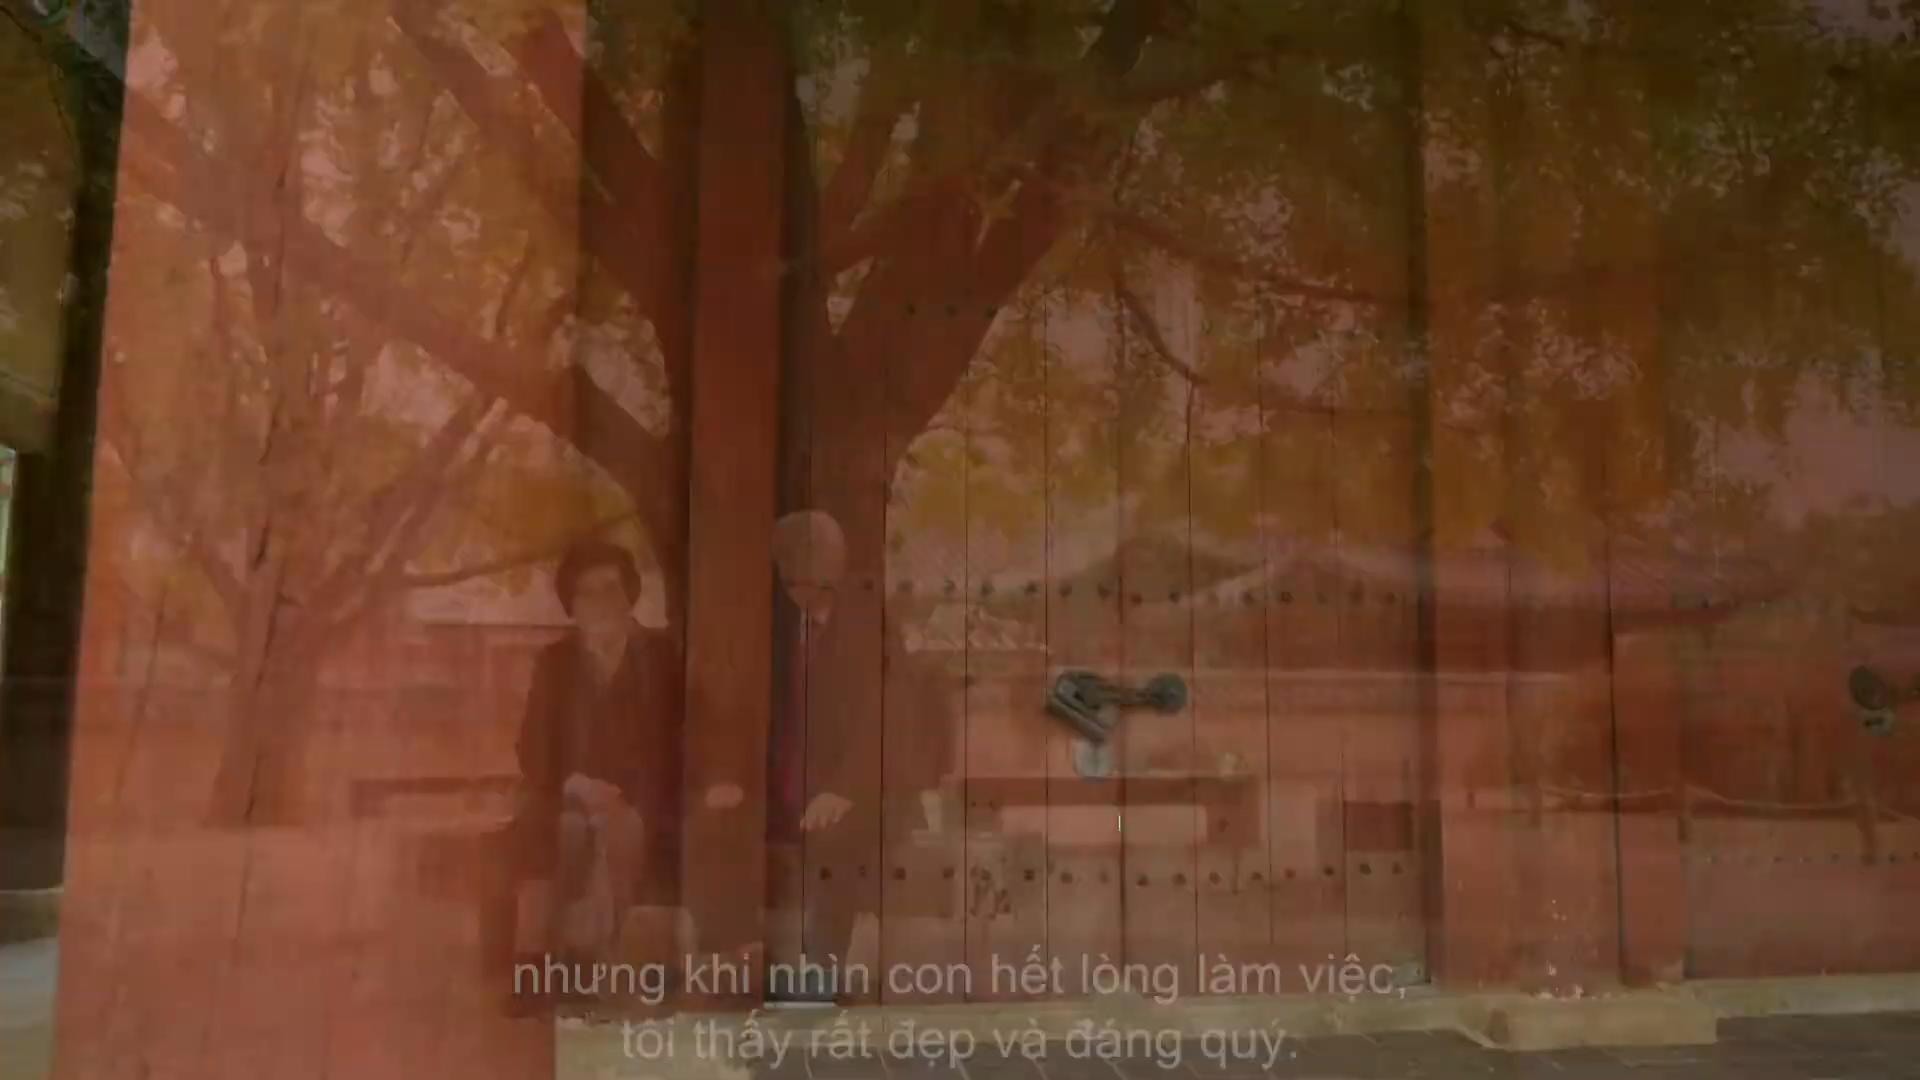 nhưng khi nhìn con hết lòng làm việc,
tôi thấy rất đẹp và đáng quý.